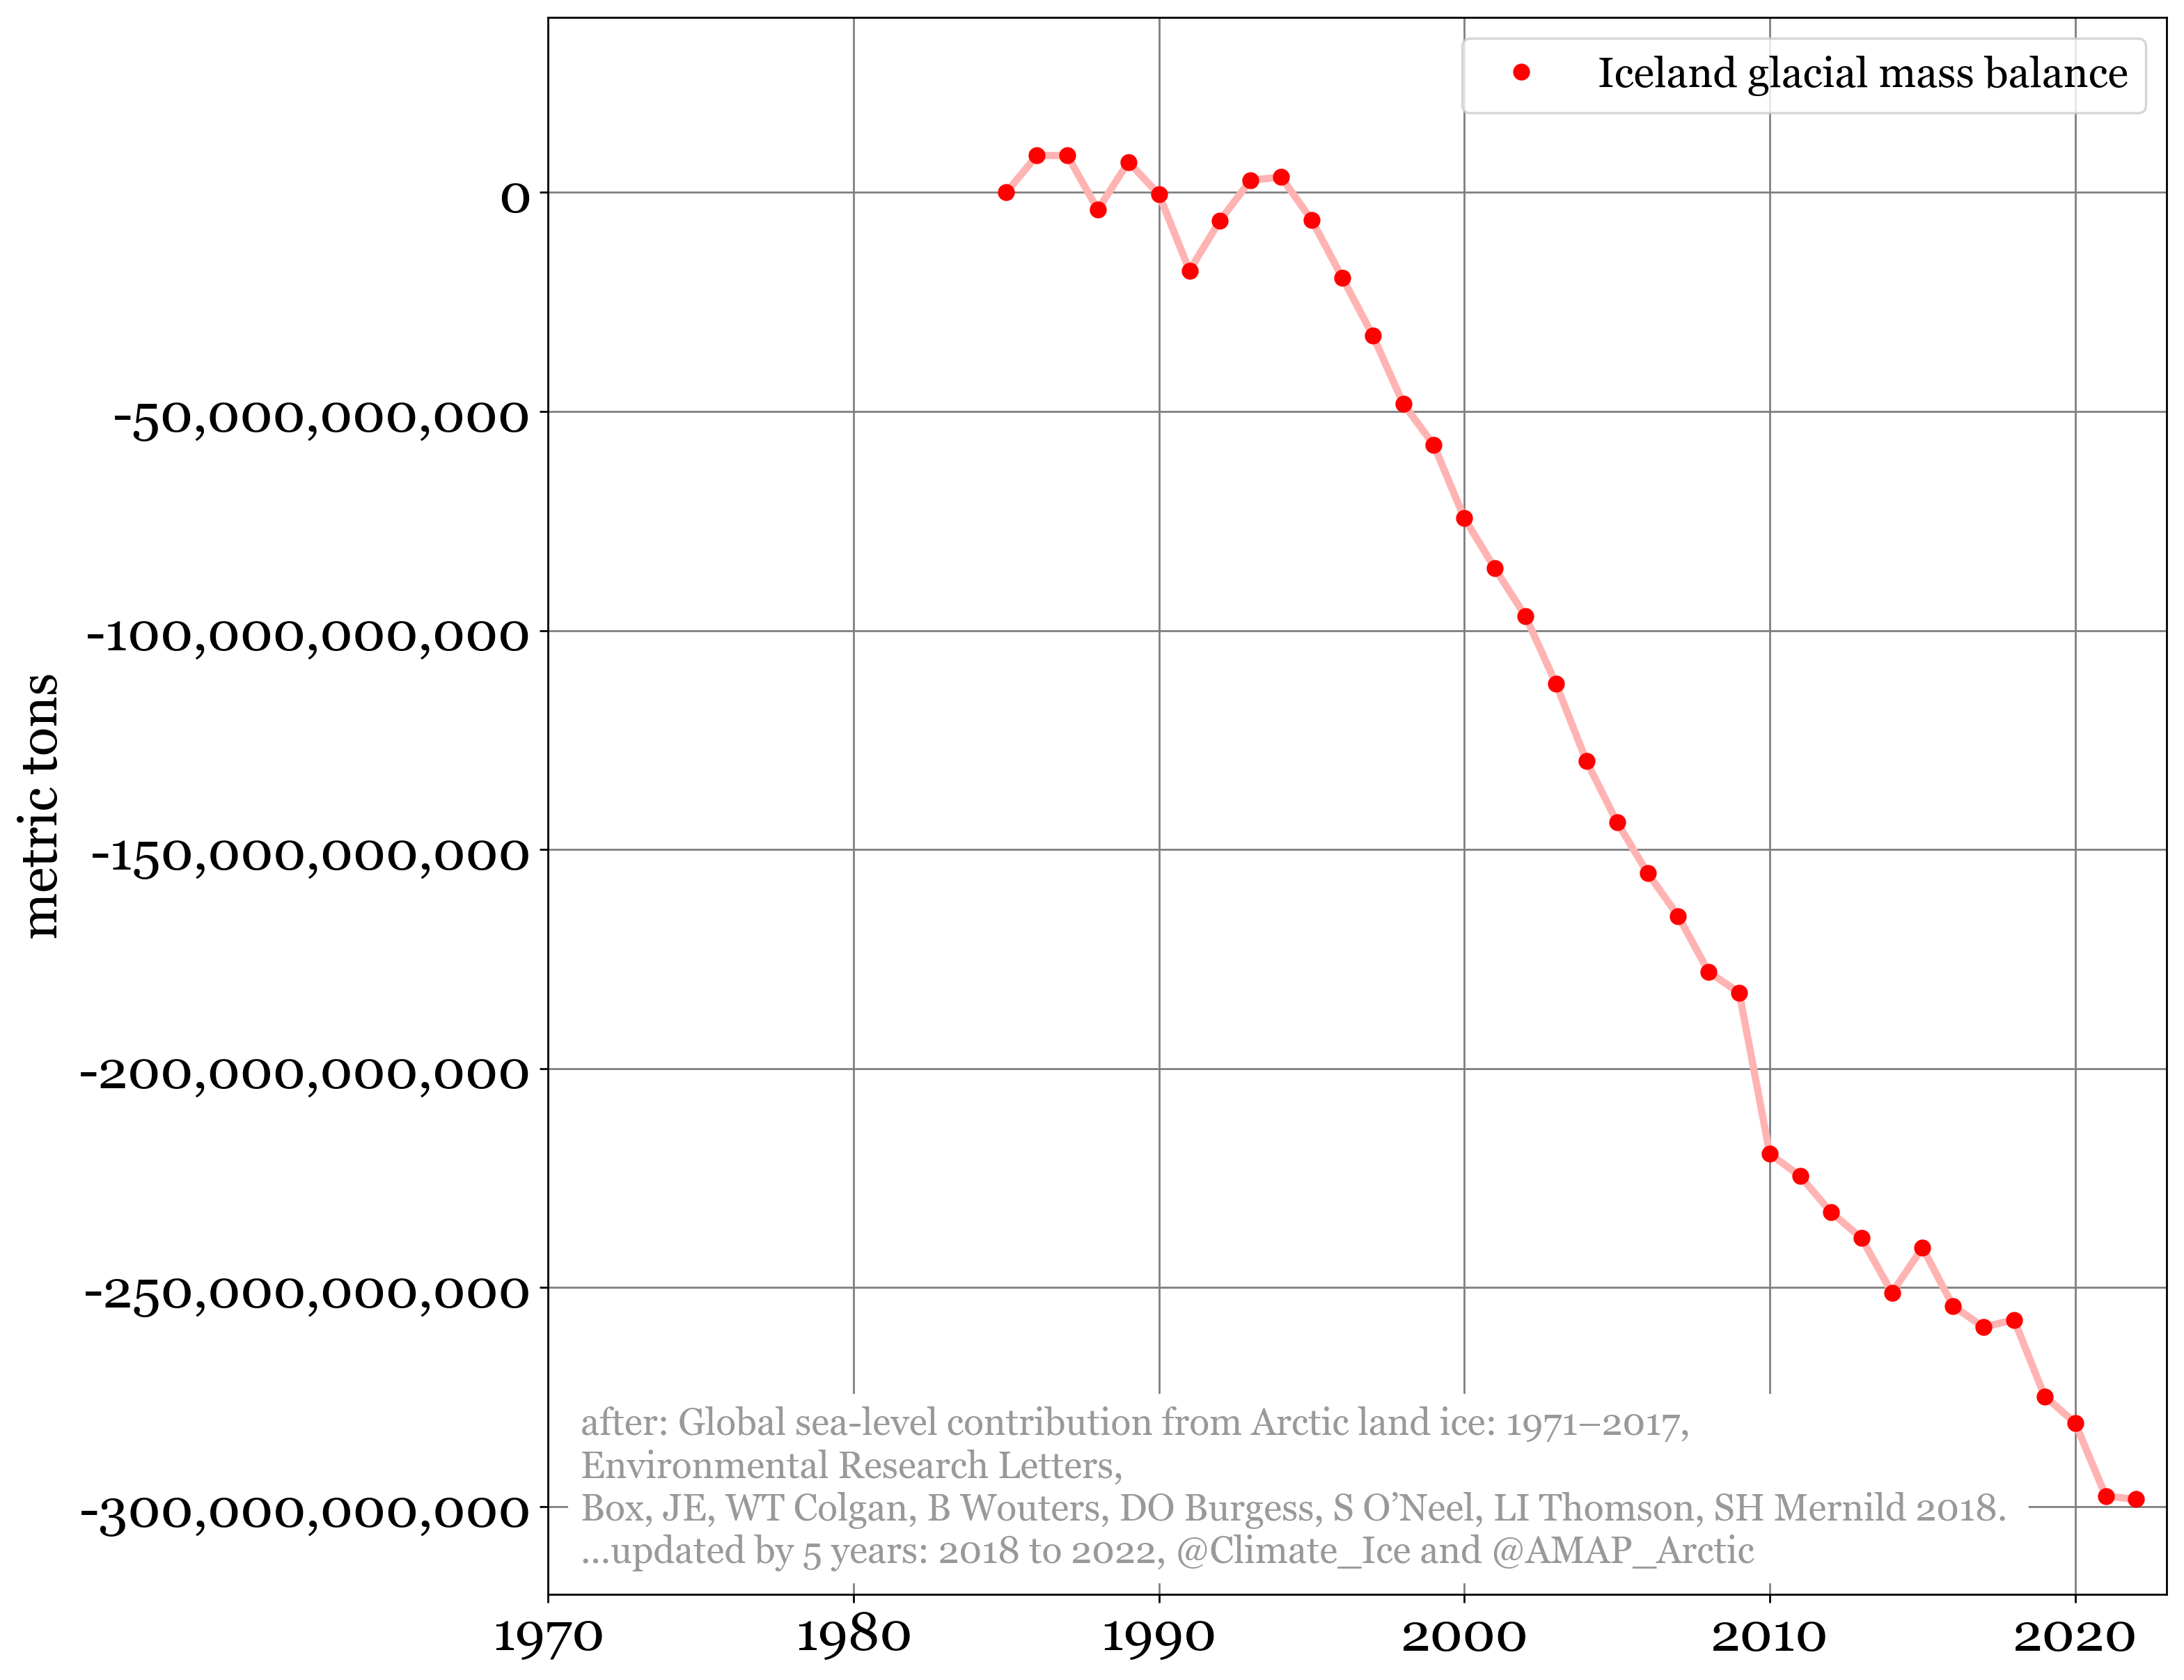 Iceland glacial mass balance
0
-50,000,000,000
-100,000,000,000
-150,000,000,000
-200,000,000,000
-250,000,000,000
-300,000,000,000
metric tons
after: Global sea-level contribution from Arctic land ice: 1971–2017,
Environmental Research Letters,
Box, JE, WT Colgan, B Wouters, DO Burgess, S O’Neel, LI Thomson, SH Mernild 2018.
...updated by 5 years: 2018 to 2022, @Climate_Ice and @AMAP_Arctic
1970 1980 1990 2000 2010 2020